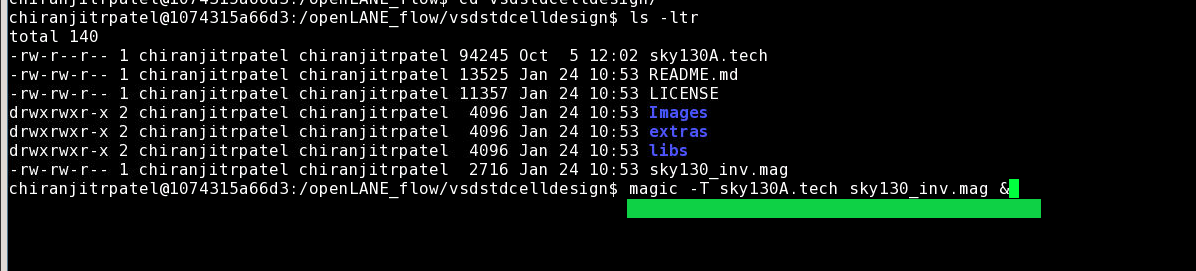 chiranjitrpatel@1074315a66d3:/openLANE_flow$ cd vsdstdcelldesign/
chiranjitrpatel@1074315a66d3:/openLANE_flow/vsdstdcelldesign$ ls -ltr
total 140
-rw-r--r-- 1 chiranjitrpatel chiranjitrpatel 94245 Oct  5 12:02 sky130A.tech
-rw-rw-r-- 1 chiranjitrpatel chiranjitrpatel 13525 Jan 24 10:53 README.md
-rw-rw-r-- 1 chiranjitrpatel chiranjitrpatel 11357 Jan 24 10:53 LICENSE
drwxrwxr-x 2 chiranjitrpatel chiranjitrpatel  4096 Jan 24 10:53 Images
drwxrwxr-x 2 chiranjitrpatel chiranjitrpatel  4096 Jan 24 10:53 extras
drwxrwxr-x 2 chiranjitrpatel chiranjitrpatel  4096 Jan 24 10:53 libs
-rw-rw-r-- 1 chiranjitrpatel chiranjitrpatel  2716 Jan 24 10:53 sky130_inv.mag
chiranjitrpatel@1074315a66d3:/openLANE_flow/vsdstdcelldesign$ magic -T sky130A.tech sky130_inv.mag &